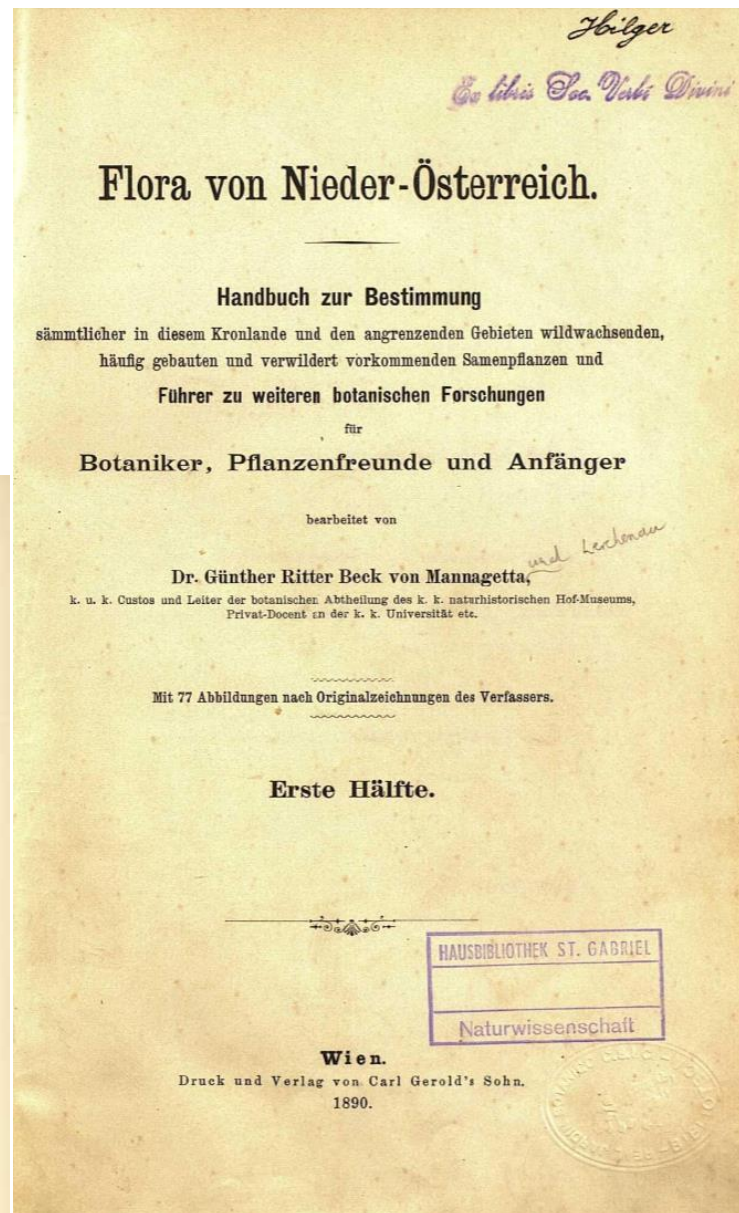 Hilger
Ex libris Soc. Verbi Divini
Flora von Nieder-Österreich.
Handbuch zur Bestimmung
sämmtlicher in diesem Kronlande und den angrenzenden Gebieten wildwachsenden,
häufig gebauten und verwildert vorkommenden Samenpflanzen und
Führer zu weiteren botanischen Forschungen
für
Botaniker, Pflanzenfreunde und Anfänger
bearbeitet von
und Lerchenau
Dr. Günther Ritter Beck von Mannagetta,
k. u. k. Custos und Leiter der botanischen Abtheilung des k. k. naturhistorischen Hof-Museums,
Privat-Docent an der k. k. Universität etc.
Mit 77 Abbildungen nach Originalzeichnungen des Verfassers.
Erste Hälfte.
HAUSBIBLIOTHEK ST. GABRIEL
Naturwissenschaft
Wien.
Druck und Verlag von Carl Gerold's Sohn.
1890.